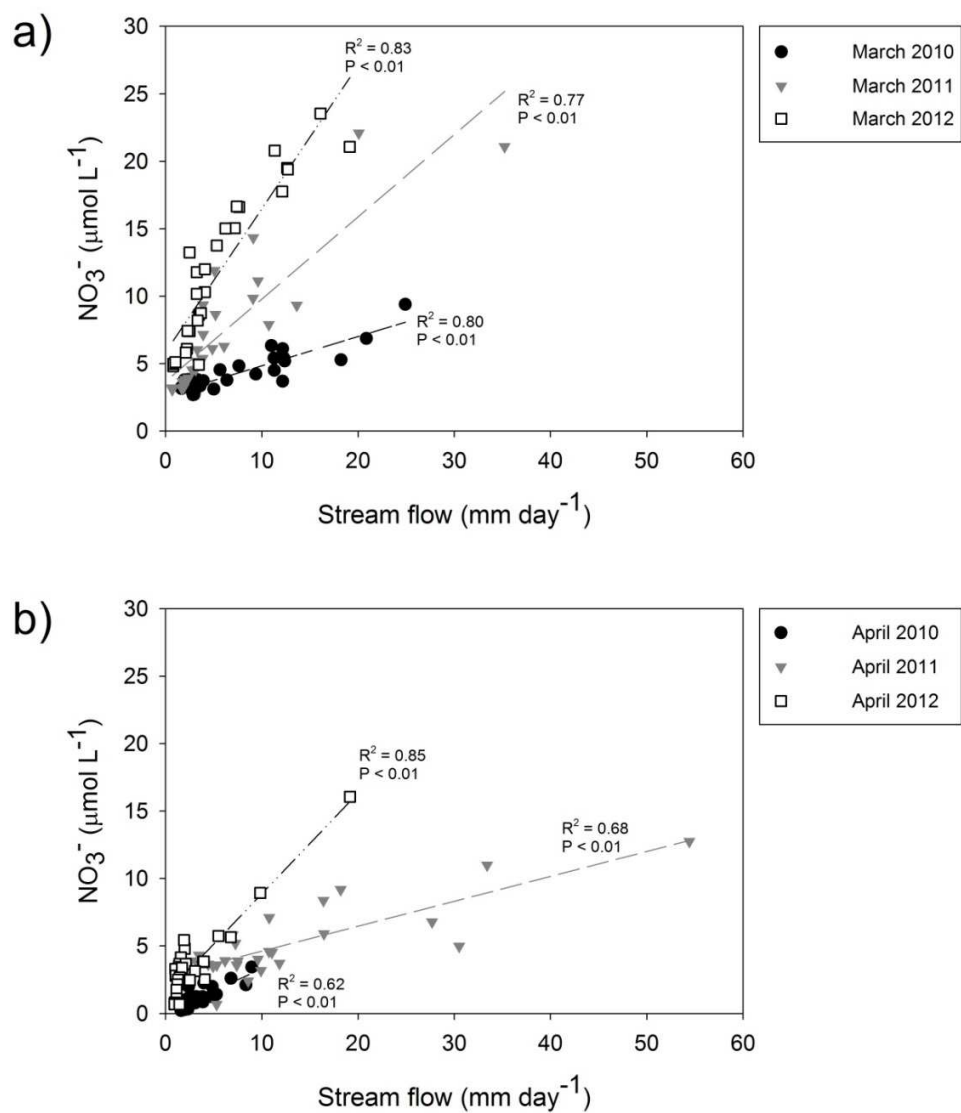 a)
30
25
20
15
10
5
0
NO₃⁻ (µmol L⁻¹)
R² = 0.83
P < 0.01
R² = 0.77
P < 0.01
R² = 0.80
P < 0.01
0 10 20 30 40 50 60
Stream flow (mm day⁻¹)
March 2010
March 2011
March 2012
b)
30
25
20
15
10
5
0
NO₃⁻ (µmol L⁻¹)
R² = 0.85
P < 0.01
R² = 0.68
P < 0.01
R² = 0.62
P < 0.01
0 10 20 30 40 50 60
Stream flow (mm day⁻¹)
April 2010
April 2011
April 2012